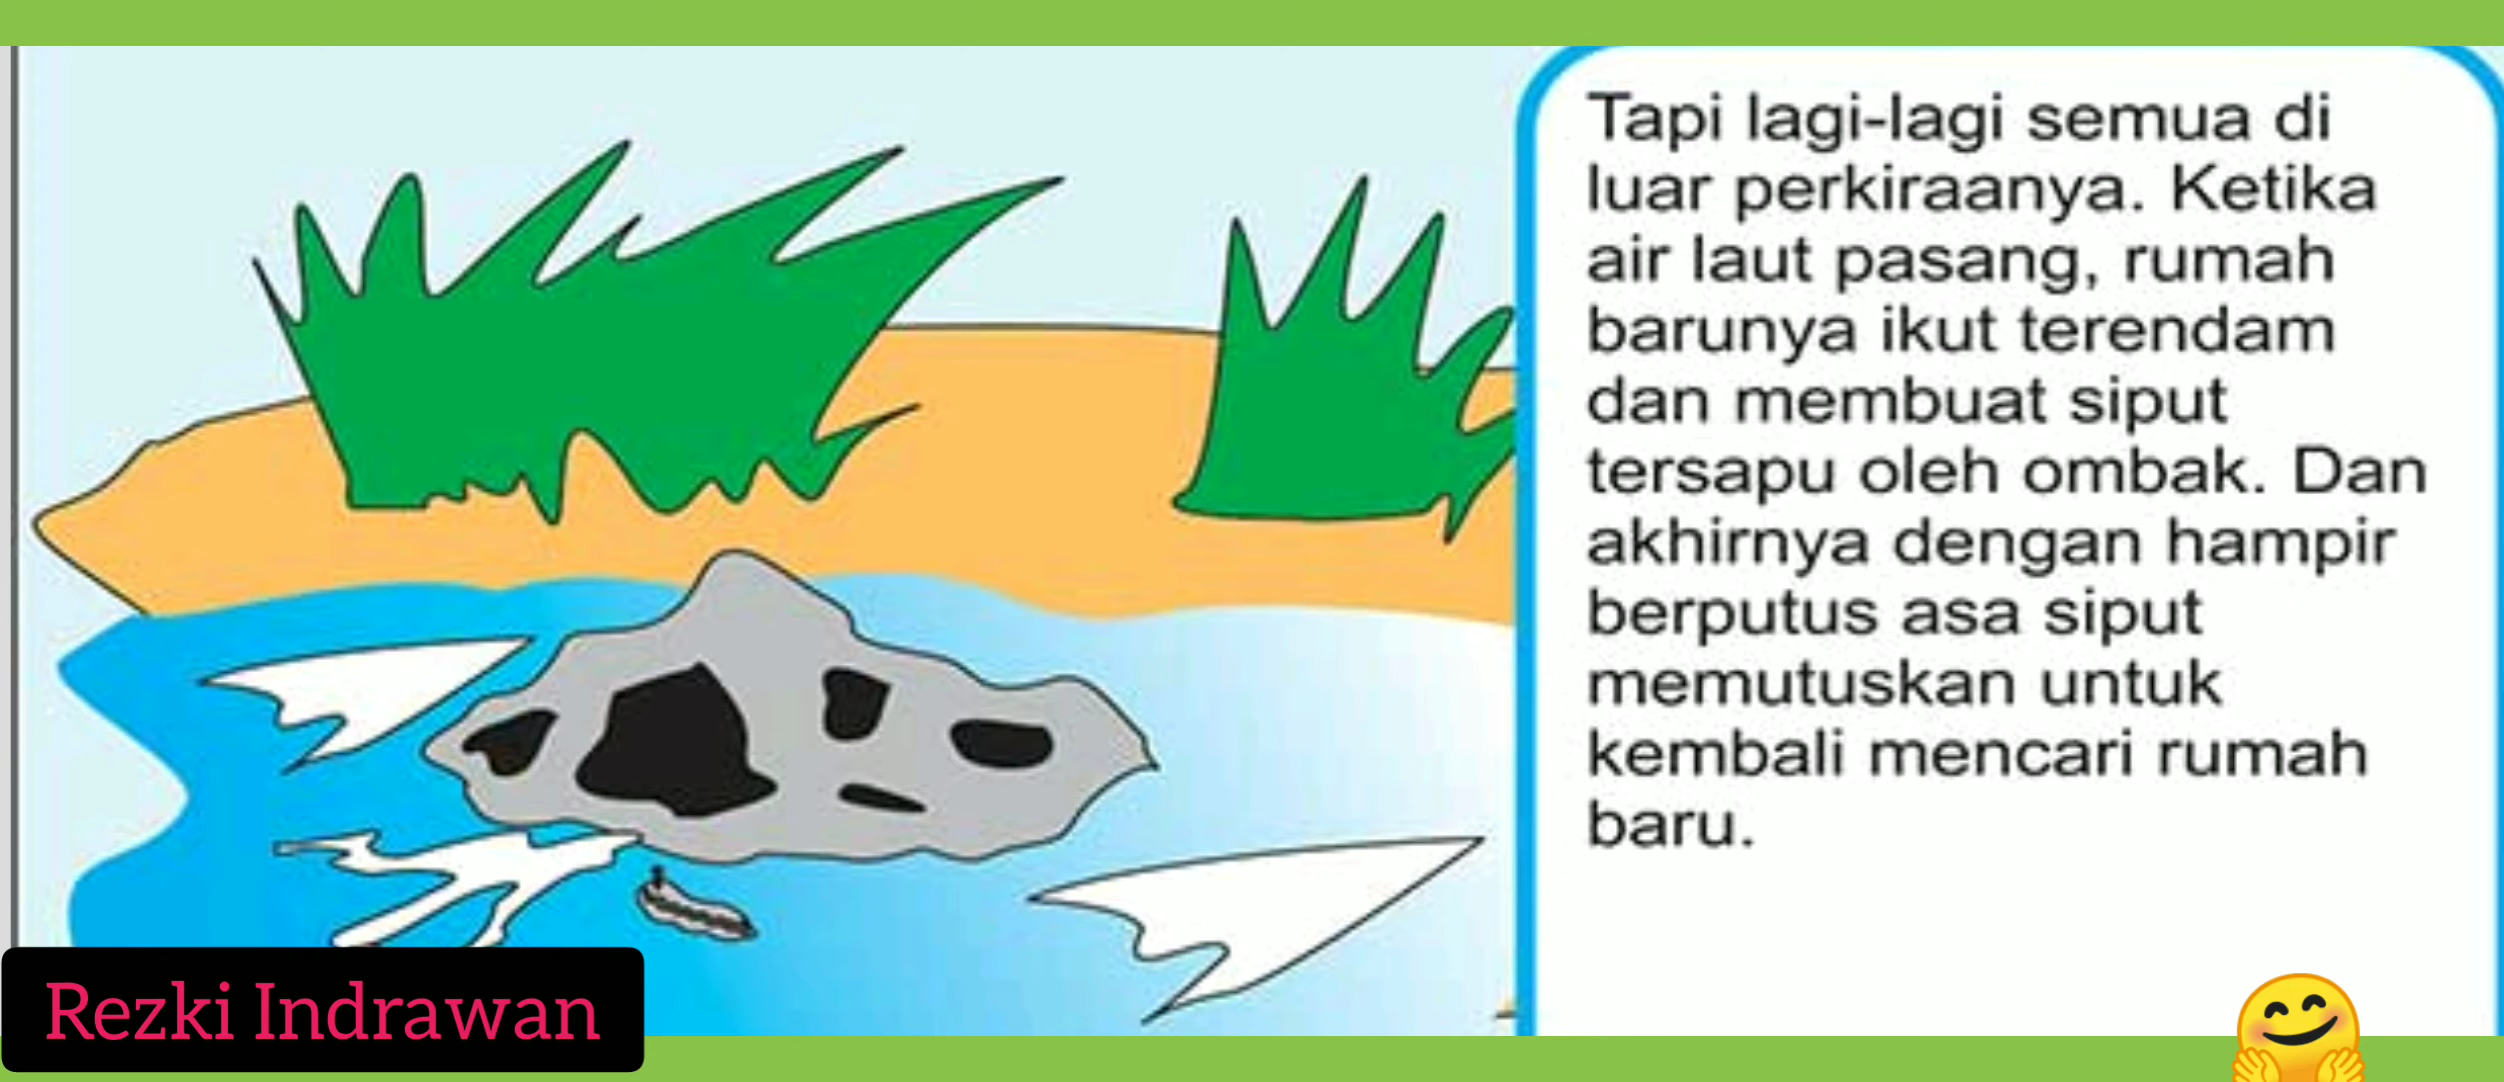 Tapi lagi-lagi semua di
luar perkiraanya. Ketika
air laut pasang, rumah
barunya ikut terendam
dan membuat siput
tersapu oleh ombak. Dan
akhirnya dengan hampir
berputus asa siput
memutuskan untuk
kembali mencari rumah
baru.
Rezki Indrawan